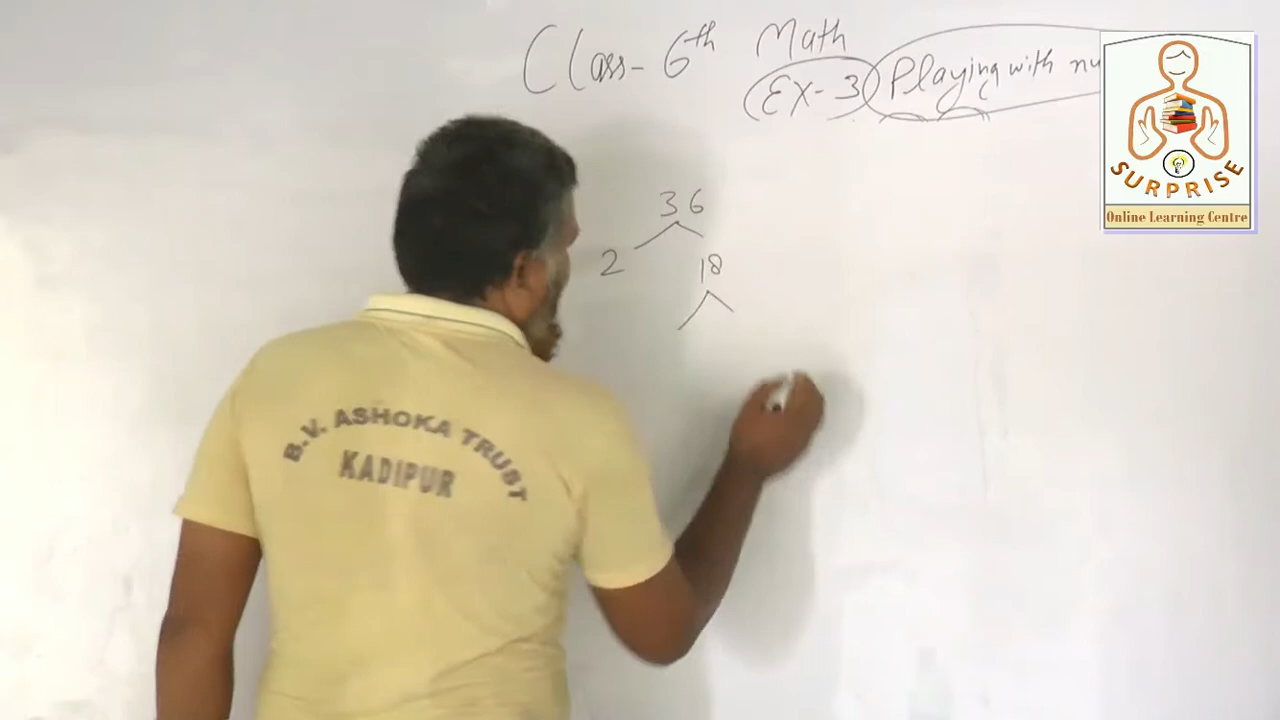 Class- 6th Math
Ex-3 Playing with nu
36
2 18
B.V. ASHOKA TRUST
KADIPUR
SURPRISE
Online Learning Centre